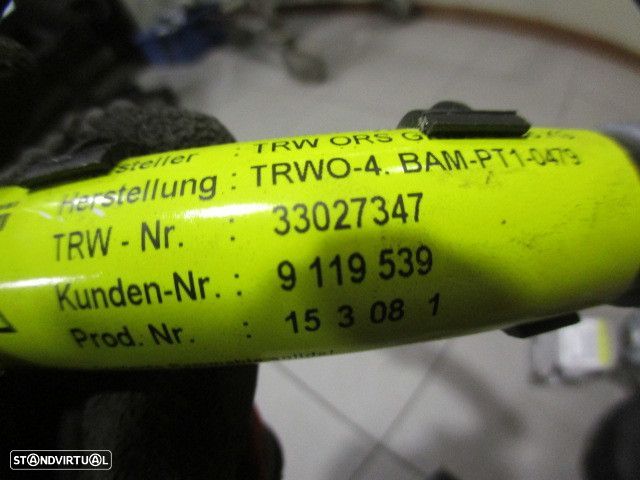 TRW ORS
Herstellung : TRWO-4. BAM-PT1-0479
TRW - Nr. : 33027347
Kunden-Nr. : 9 119 539
Prod. Nr. : 15 3 08 1
STANDVIRTUAL